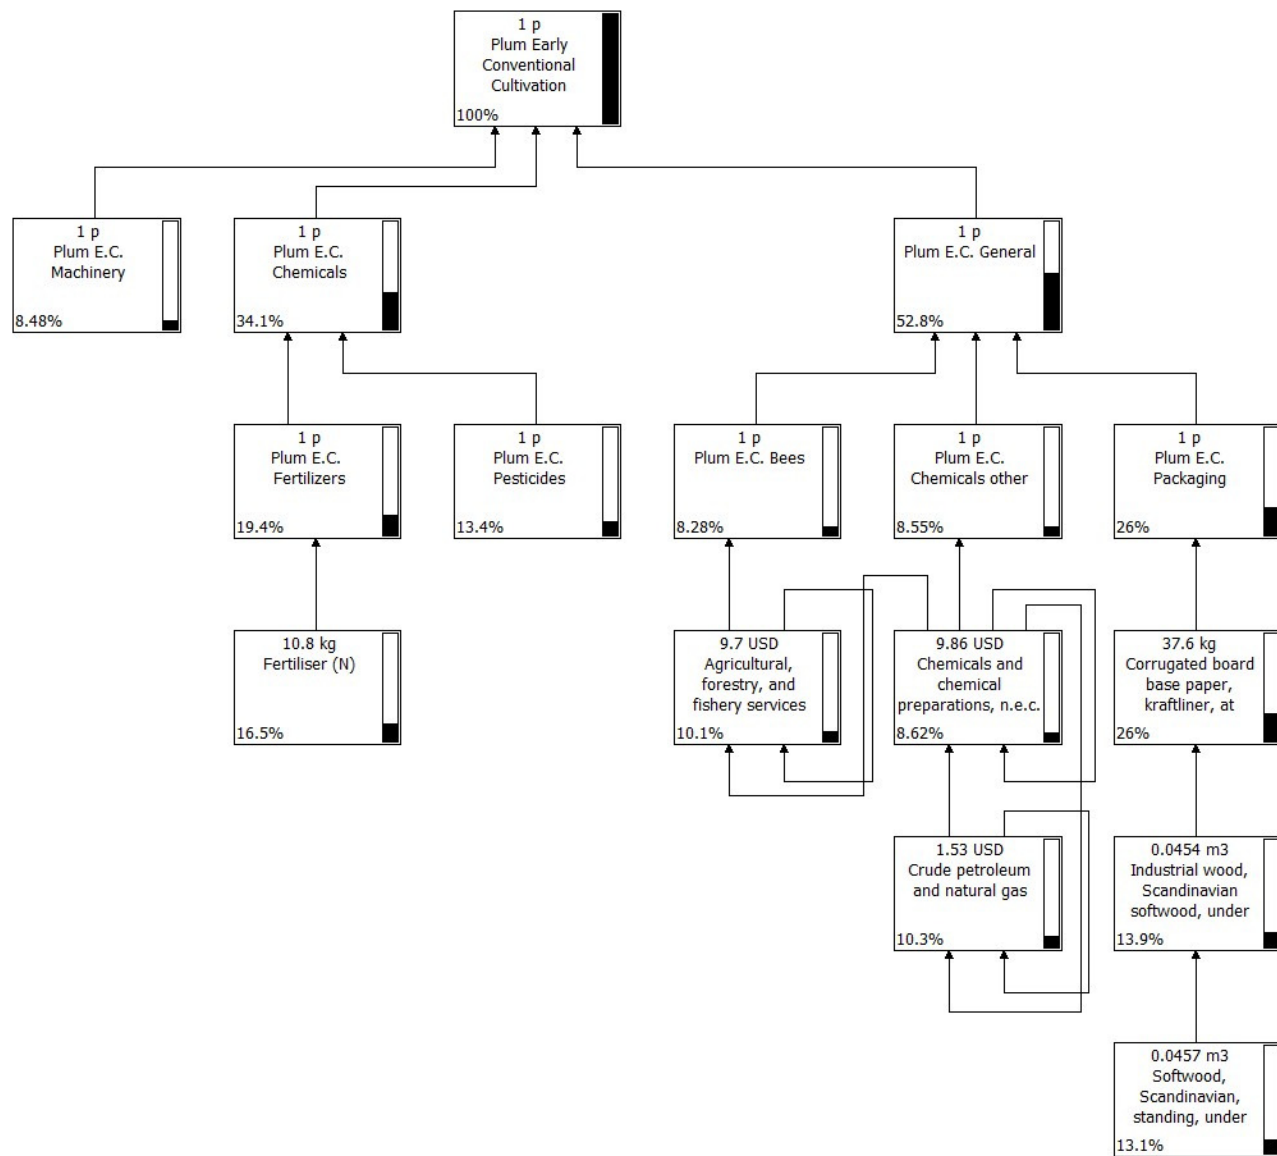 1 p
Plum Early
Conventional
Cultivation
100%
1 p
Plum E.C.
Machinery
8.48%
1 p
Plum E.C.
Chemicals
34.1%
1 p
Plum E.C. General
52.8%
1 p
Plum E.C.
Fertilizers
19.4%
1 p
Plum E.C.
Pesticides
13.4%
1 p
Plum E.C. Bees
8.28%
1 p
Plum E.C.
Chemicals other
8.55%
1 p
Plum E.C.
Packaging
26%
10.8 kg
Fertiliser (N)
16.5%
9.7 USD
Agricultural,
forestry, and
fishery services
10.1%
9.86 USD
Chemicals and
chemical
preparations, n.e.c.
8.62%
37.6 kg
Corrugated board
base paper,
kraftliner, at
26%
1.53 USD
Crude petroleum
and natural gas
10.3%
0.0454 m3
Industrial wood,
Scandinavian
softwood, under
13.9%
0.0457 m3
Softwood,
Scandinavian,
standing, under
13.1%